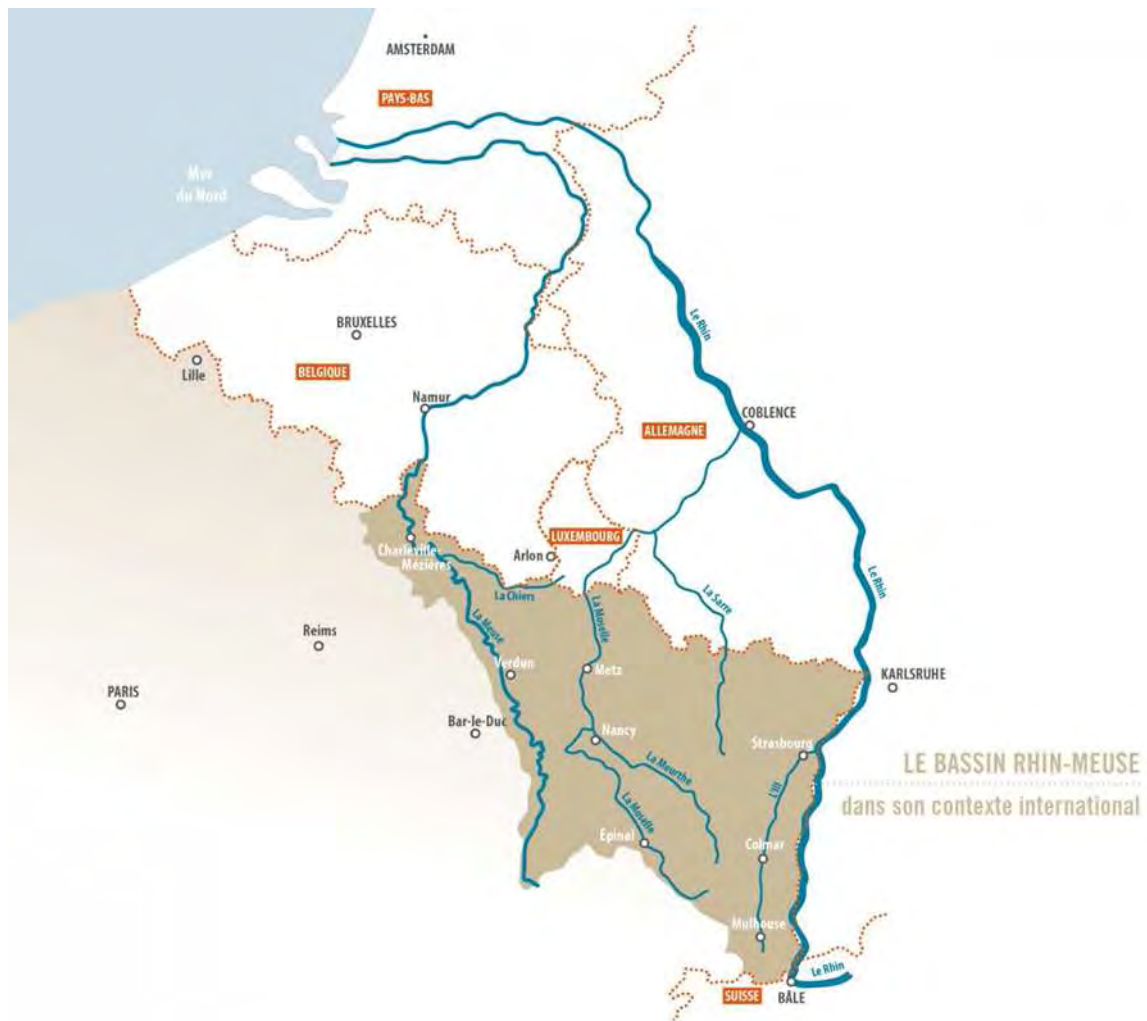 AMSTERDAM
PAYS-BAS
Mer
du Nord
Le Rhin
BRUXELLES
Lille
BELGIQUE
Namur
COBLENCE
ALLEMAGNE
LUXEMBOURG
Arlon
Charleville-
Mézières
La Chiers
La Moselle
La Sarre
Le Rhin
La Meuse
Reims
Verdun
Metz
KARLSRUHE
PARIS
Bar-le-Duc
Nancy
Strasbourg
La Meurthe
L'Ill
LE BASSIN RHIN-MEUSE
dans son contexte international
La Moselle
Epinal
Colmar
Mulhouse
Le Rhin
SUISSE
BÂLE